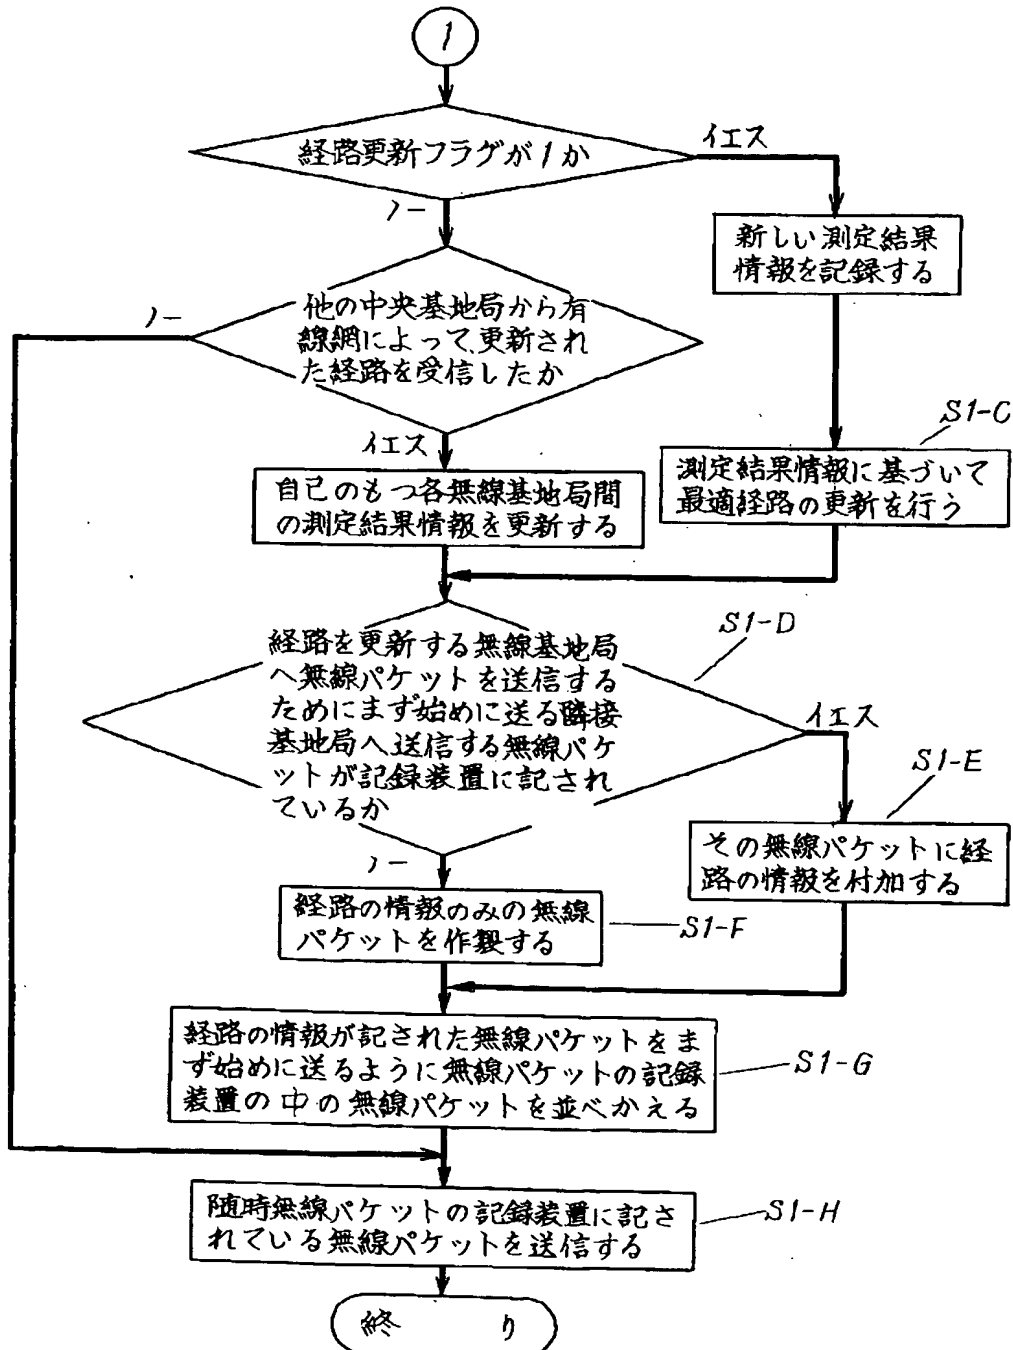 1
経路更新フラグが1か
イエス
ノー
新しい測定結果
情報を記録する
他の中央基地局から有
線網によって、更新され
た経路を受信したか
ノー
イエス
S1-C
測定結果情報に基づいて
最適経路の更新を行う
自己のもつ各無線基地局間
の測定結果情報を更新する
S1-D
経路を更新する無線基地局
へ無線パケットを送信する
ためにまず始めに送る隣接
基地局へ送信する無線パケ
ットが記録装置に記され
ているか
イエス
S1-E
その無線パケットに経
路の情報を付加する
ノー
経路の情報のみの無線
パケットを作製する
S1-F
経路の情報が記された無線パケットをま
ず始めに送るように無線パケットの記録
装置の中の無線パケットを並べかえる
S1-G
随時無線パケットの記録装置に記さ
れている無線パケットを送信する
S1-H
終り